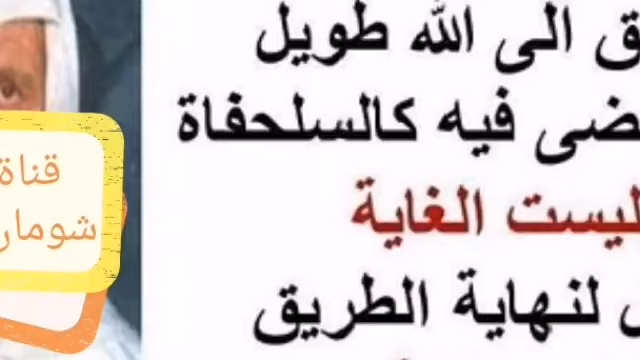 ق الى الله طويل
ضى فيه كالسلحفاة
ليست الغاية
لنهاية الطريق
قناة
شومار